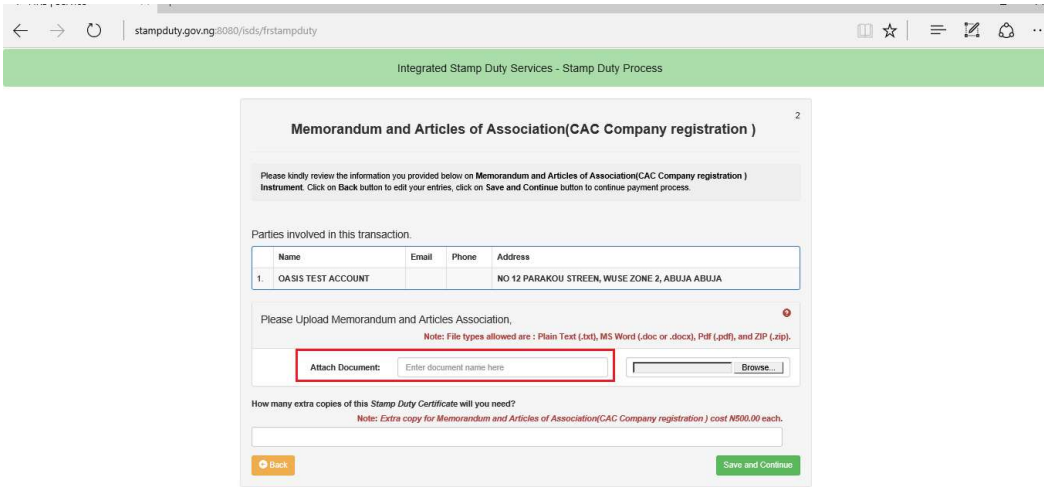 stampduty.gov.ng:8080/isds/frstampduty
Integrated Stamp Duty Services - Stamp Duty Process
2
Memorandum and Articles of Association(CAC Company registration )
Please kindly review the information you provided below on Memorandum and Articles of Association(CAC Company registration )
Instrument. Click on Back button to edit your entries, click on Save and Continue button to continue payment process.
Parties involved in this transaction.
Name Email Phone Address
1. OASIS TEST ACCOUNT NO 12 PARAKOU STREEN, WUSE ZONE 2, ABUJA ABUJA
Please Upload Memorandum and Articles Association,
Note: File types allowed are : Plain Text (.txt), MS Word (.doc or .docx), Pdf (.pdf), and ZIP (.zip).
Attach Document: Enter document name here Browse...
How many extra copies of this Stamp Duty Certificate will you need?
Note: Extra copy for Memorandum and Articles of Association(CAC Company registration ) cost N500.00 each.
Back Save and Continue